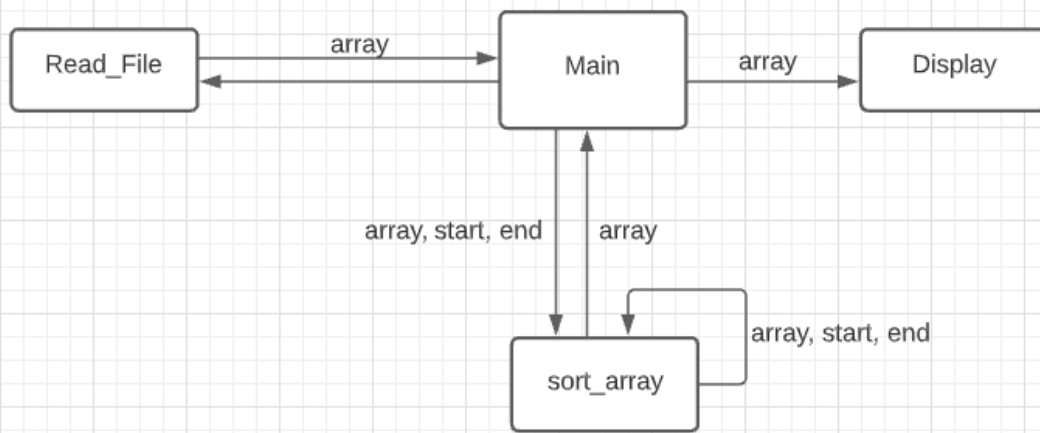 array
Read_File
Main
array
Display
array, start, end
array
array, start, end
sort_array